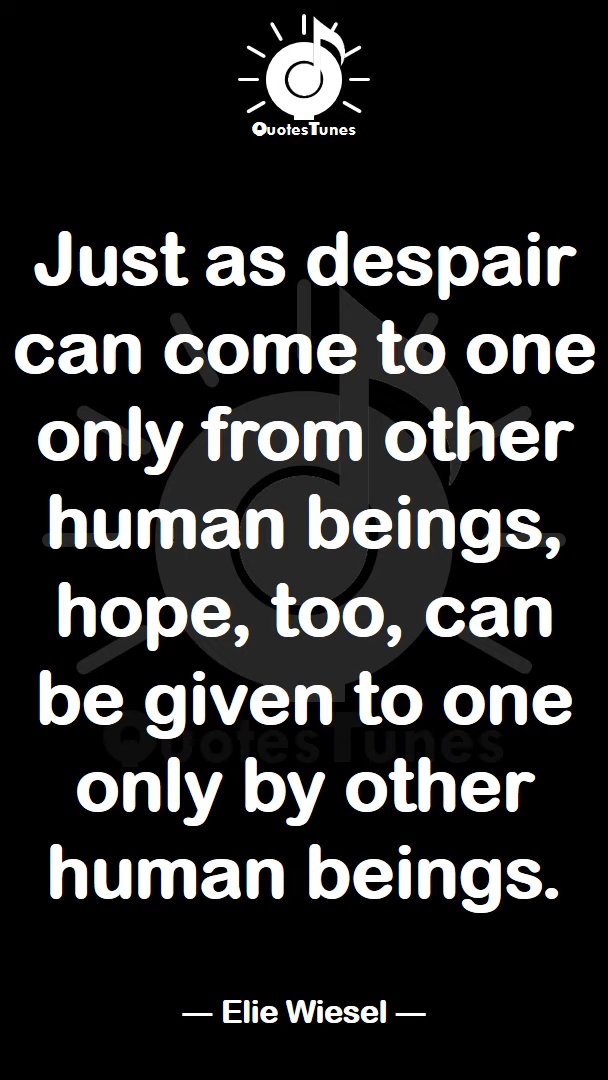 QuotesTunes
Just as despair
can come to one
only from other
human beings,
hope, too, can
be given to one
QuotesTunes
only by other
human beings.
— Elie Wiesel —